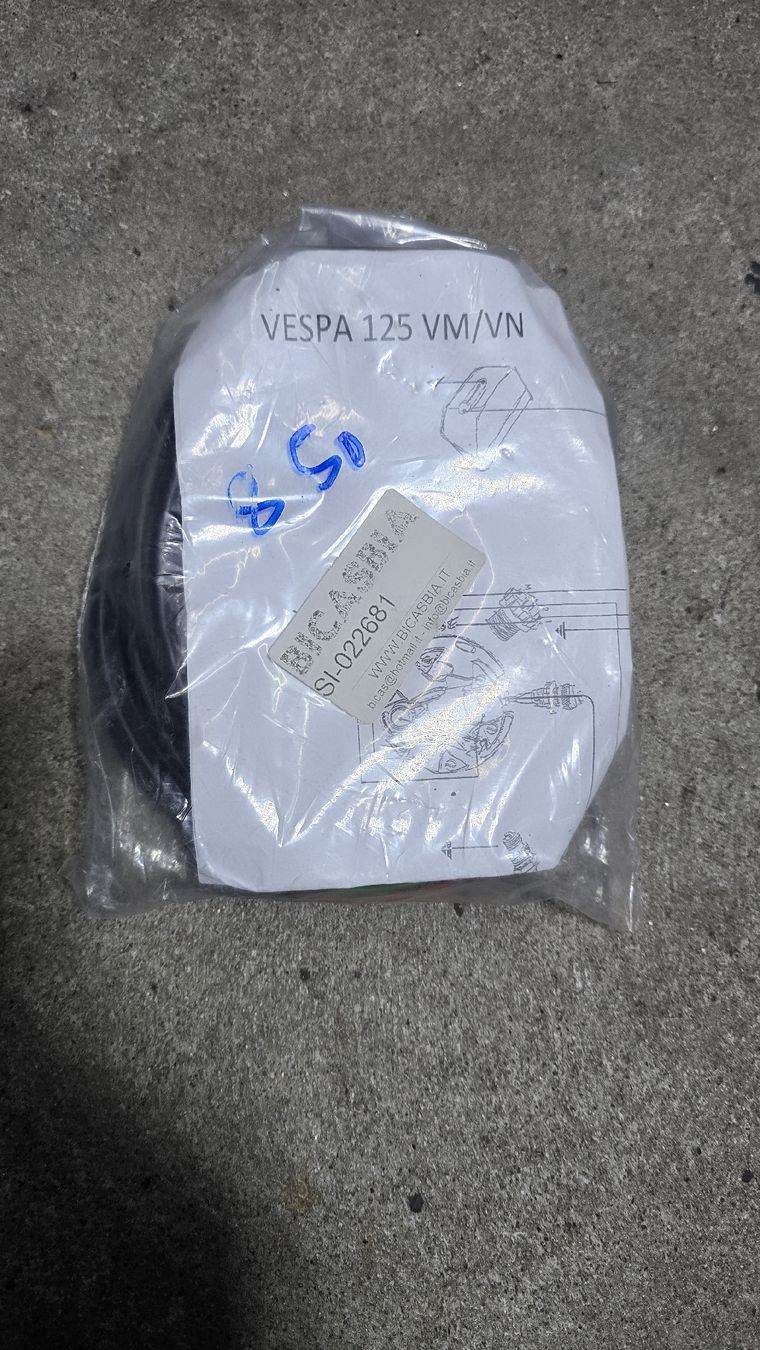 VESPA 125 VM/VN
8 50
BICASBIA
SI-022681
WWW.BICASBIA.IT
bicas@hotmail.it - info@bicasbia.it